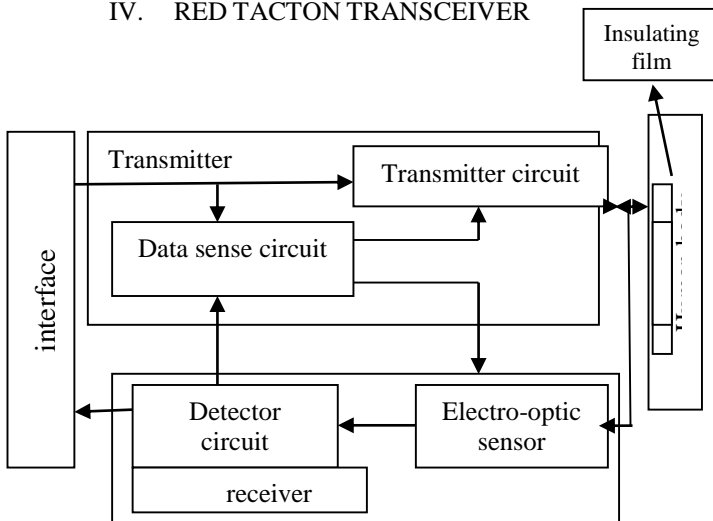 IV. RED TACTON TRANSCEIVER
Insulating
film
Transmitter
Transmitter circuit
Data sense circuit
interface
Detector
circuit
Electro-optic
sensor
receiver